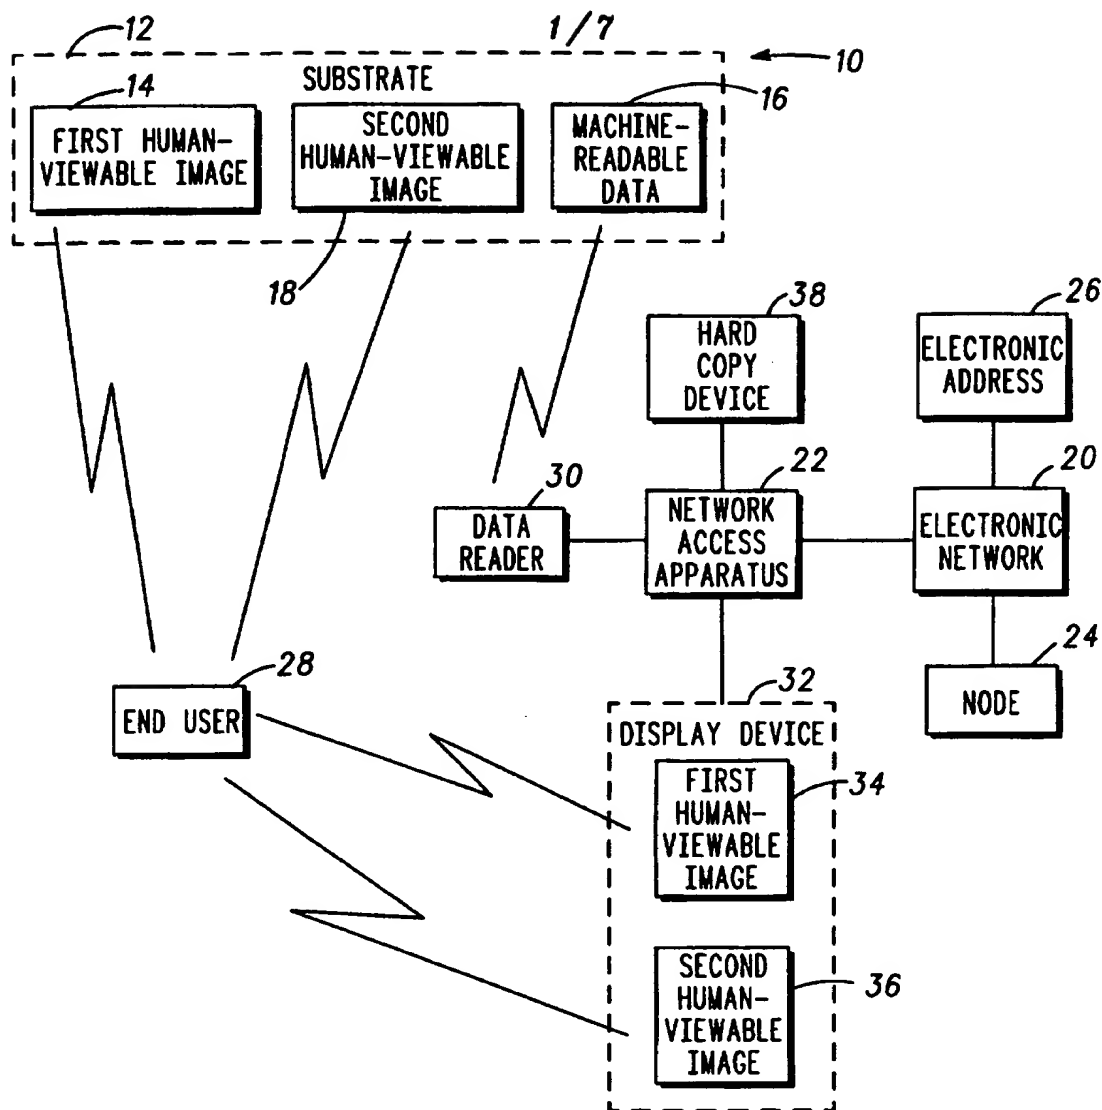 1/7
12
10
SUBSTRATE
14
16
FIRST HUMAN-
VIEWABLE IMAGE
SECOND
HUMAN-VIEWABLE
IMAGE
MACHINE-
READABLE
DATA
18
38
26
HARD
COPY
DEVICE
ELECTRONIC
ADDRESS
30
22
20
DATA
READER
NETWORK
ACCESS
APPARATUS
ELECTRONIC
NETWORK
28
24
END USER
NODE
32
DISPLAY DEVICE
34
FIRST
HUMAN-
VIEWABLE
IMAGE
36
SECOND
HUMAN-
VIEWABLE
IMAGE